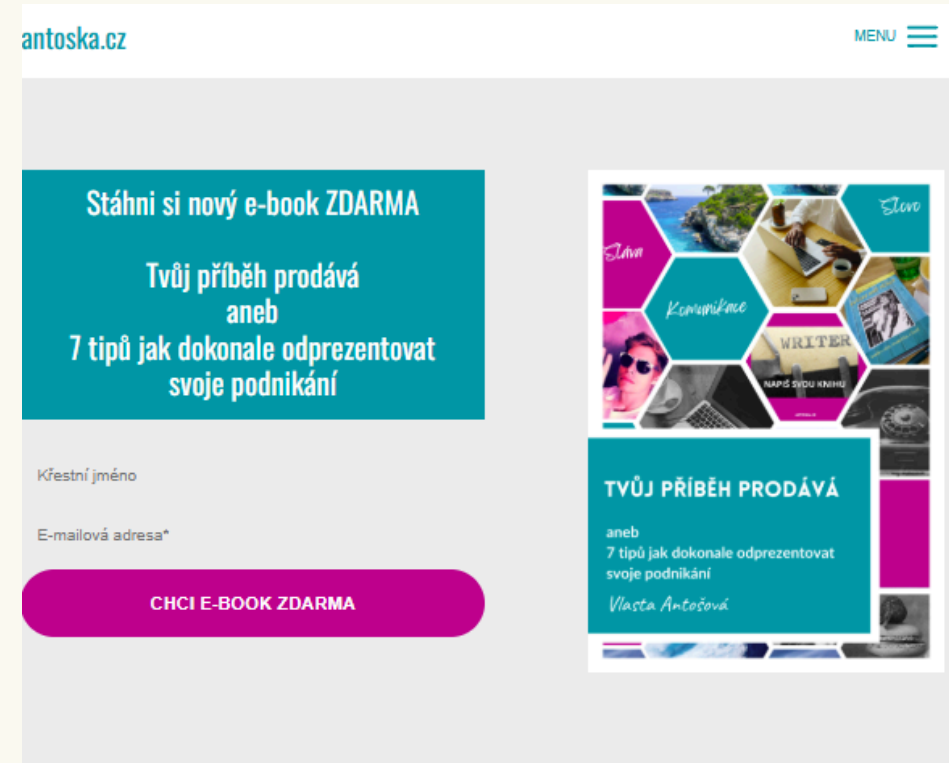 antoska.cz
MENU
Stáhni si nový e-book ZDARMA
Tvůj příběh prodává
aneb
7 tipů jak dokonale odprezentovat
svoje podnikání
Křestní jméno
E-mailová adresa*
CHCI E-BOOK ZDARMA
Slovo
Sláva
Komunikace
WRITER
NAPIŠ SVOU KNIHU
TVŮJ PŘÍBĚH PRODÁVÁ
aneb
7 tipů jak dokonale odprezentovat
svoje podnikání
Vlasta Antošová